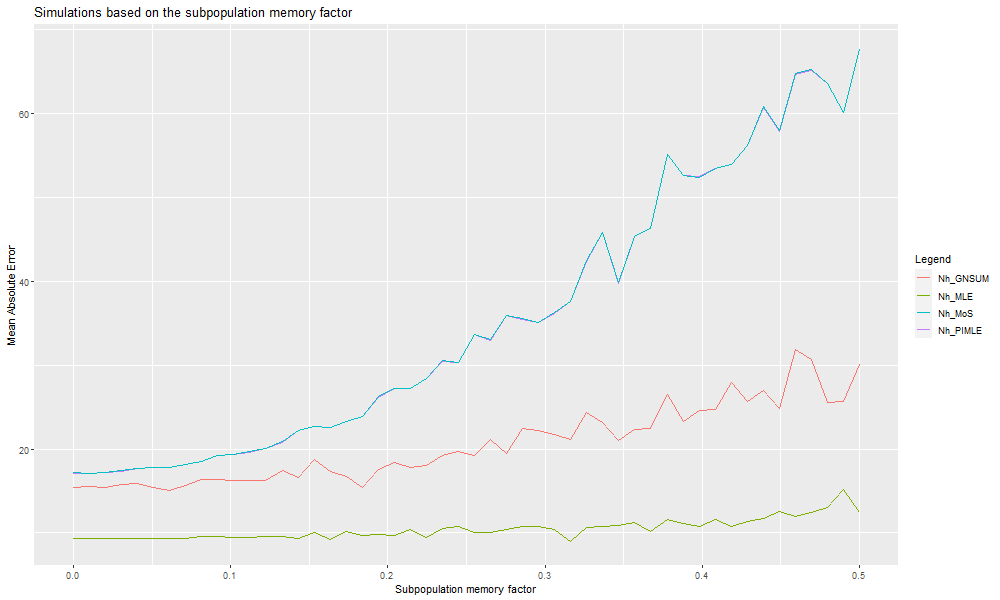 Simulations based on the subpopulation memory factor
Mean Absolute Error
60
40
20
0.0
0.1
0.2
0.3
0.4
0.5
Subpopulation memory factor
Legend
Nh_GNSUM
Nh_MLE
Nh_MoS
Nh_PIMLE